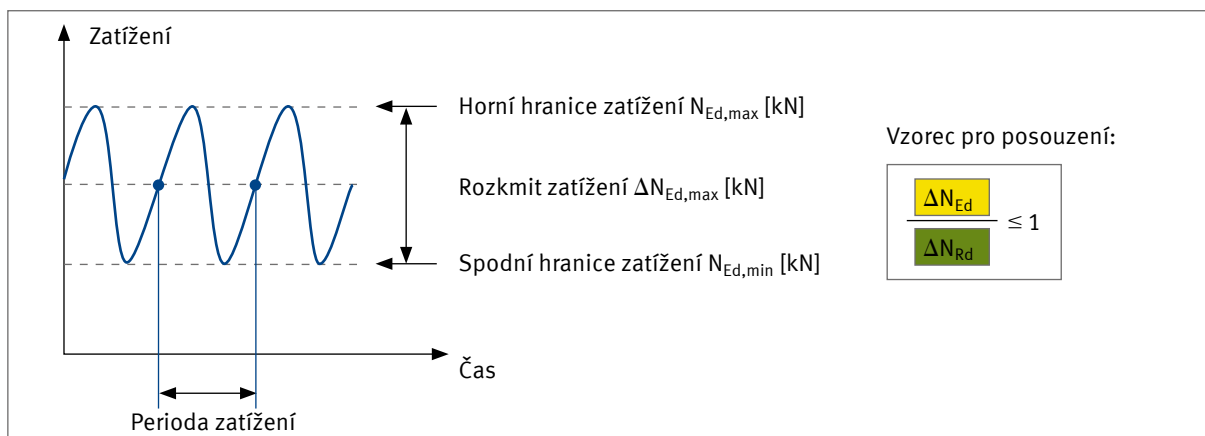 Zatížení
Horní hranice zatížení N_Ed,max [kN]
Rozkmit zatížení ΔN_Ed,max [kN]
Spodní hranice zatížení N_Ed,min [kN]
Čas
Perioda zatížení
Vzorec pro posouzení:
ΔN_Ed
ΔN_Rd
≤ 1